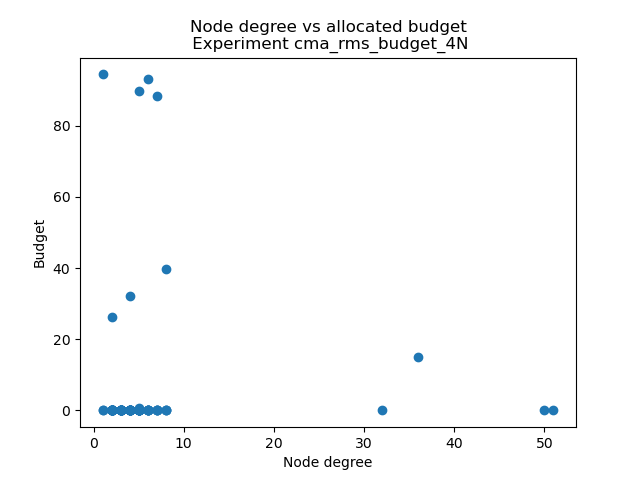 Node degree vs allocated budget
Experiment cma_rms_budget_4N
80
60
40
20
0
Budget
0 10 20 30 40 50
Node degree